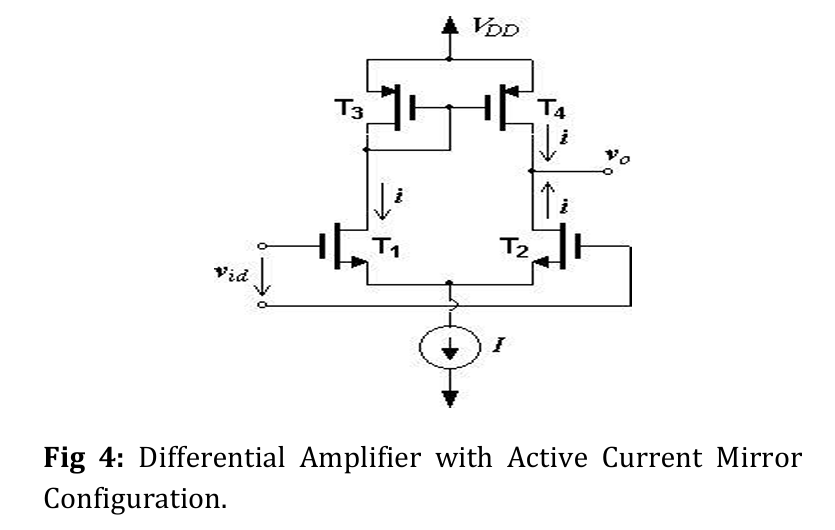 V_DD
T3
T4
i
v_o
i
i
T1
T2
v_id
I
Fig 4: Differential Amplifier with Active Current Mirror
Configuration.